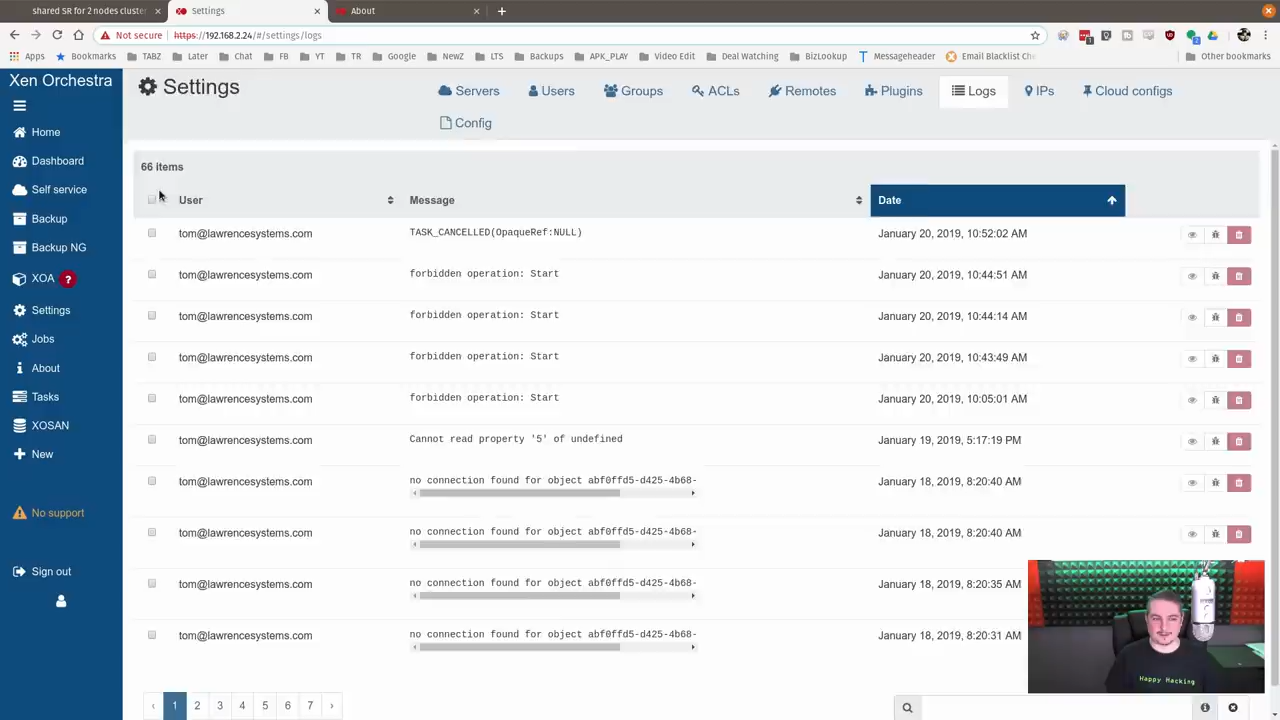 shared SR for 2 nodes cluste
Settings
About
Not secure
https://192.168.2.24/#/settings/logs
Apps
Bookmarks
TABZ
Later
Chat
FB
YT
TR
Google
NewZ
LTS
Backups
APK_PLAY
Video Edit
Deal Watching
BizLookup
Messageheader
Email Blacklist Che
Other bookmarks
Xen Orchestra
Home
Dashboard
Self service
Backup
Backup NG
XOA ?
Settings
Jobs
About
Tasks
XOSAN
New
No support
Sign out
Settings
Servers
Users
Groups
ACLs
Remotes
Plugins
Logs
IPs
Cloud configs
Config
66 items
User Message Date
tom@lawrencesystems.com TASK_CANCELLED(OpaqueRef:NULL) January 20, 2019, 10:52:02 AM
tom@lawrencesystems.com forbidden operation: Start January 20, 2019, 10:44:51 AM
tom@lawrencesystems.com forbidden operation: Start January 20, 2019, 10:44:14 AM
tom@lawrencesystems.com forbidden operation: Start January 20, 2019, 10:43:49 AM
tom@lawrencesystems.com forbidden operation: Start January 20, 2019, 10:05:01 AM
tom@lawrencesystems.com Cannot read property '5' of undefined January 19, 2019, 5:17:19 PM
tom@lawrencesystems.com no connection found for object abf0ffd5-d425-4b68- January 18, 2019, 8:20:40 AM
tom@lawrencesystems.com no connection found for object abf0ffd5-d425-4b68- January 18, 2019, 8:20:40 AM
tom@lawrencesystems.com no connection found for object abf0ffd5-d425-4b68- January 18, 2019, 8:20:35 AM
tom@lawrencesystems.com no connection found for object abf0ffd5-d425-4b68- January 18, 2019, 8:20:31 AM
‹ 1 2 3 4 5 6 7 ›
Happy Hacking